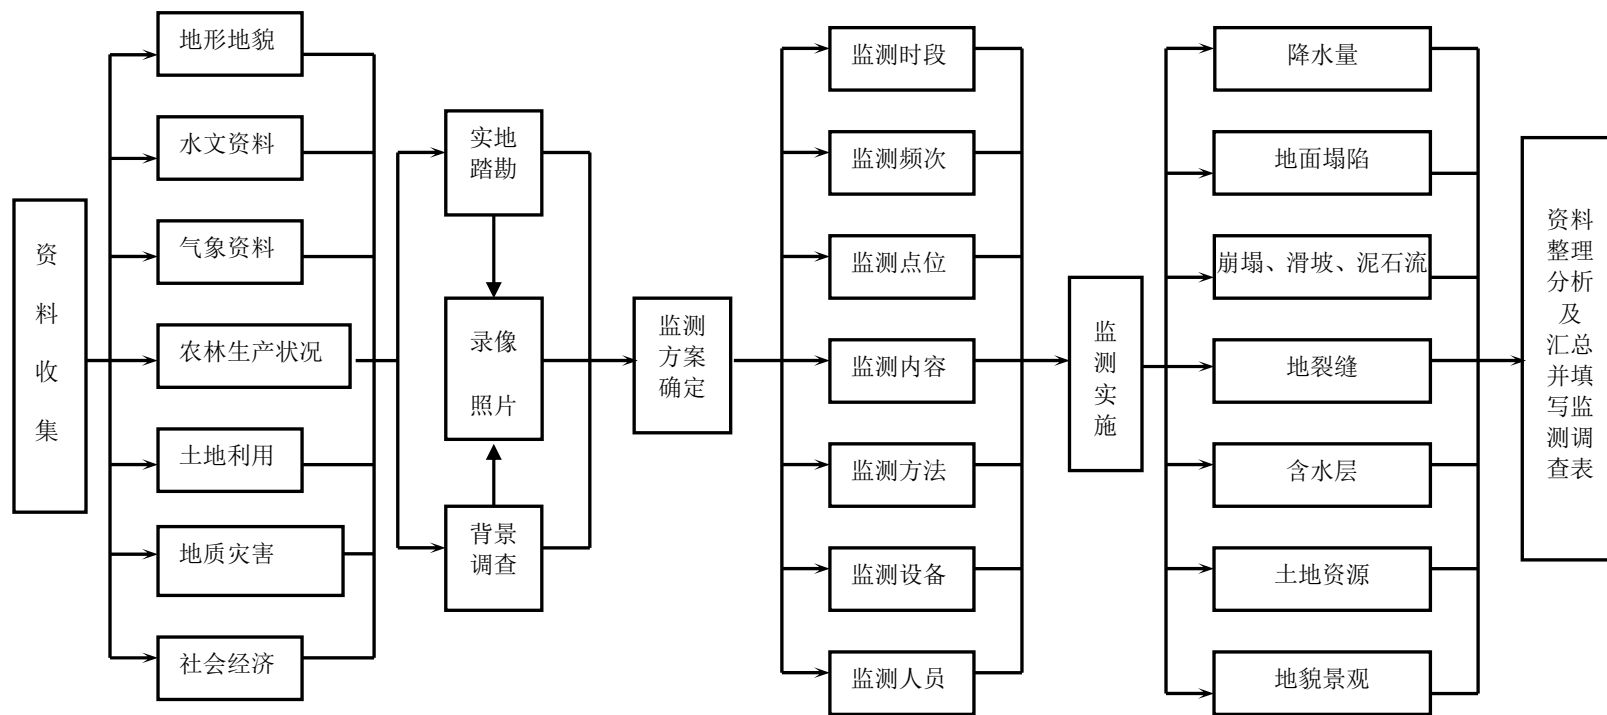 资
料
收
集
地形地貌
水文资料
气象资料
农林生产状况
土地利用
地质灾害
社会经济
实地
踏勘
录像
照片
背景
调查
监测
方案
确定
监测时段
监测频次
监测点位
监测内容
监测方法
监测设备
监测人员
监
测
实
施
降水量
地面塌陷
崩塌、滑坡、泥石流
地裂缝
含水层
土地资源
地貌景观
资料
整理
分析
及
汇总
并填
写监
测调
查表